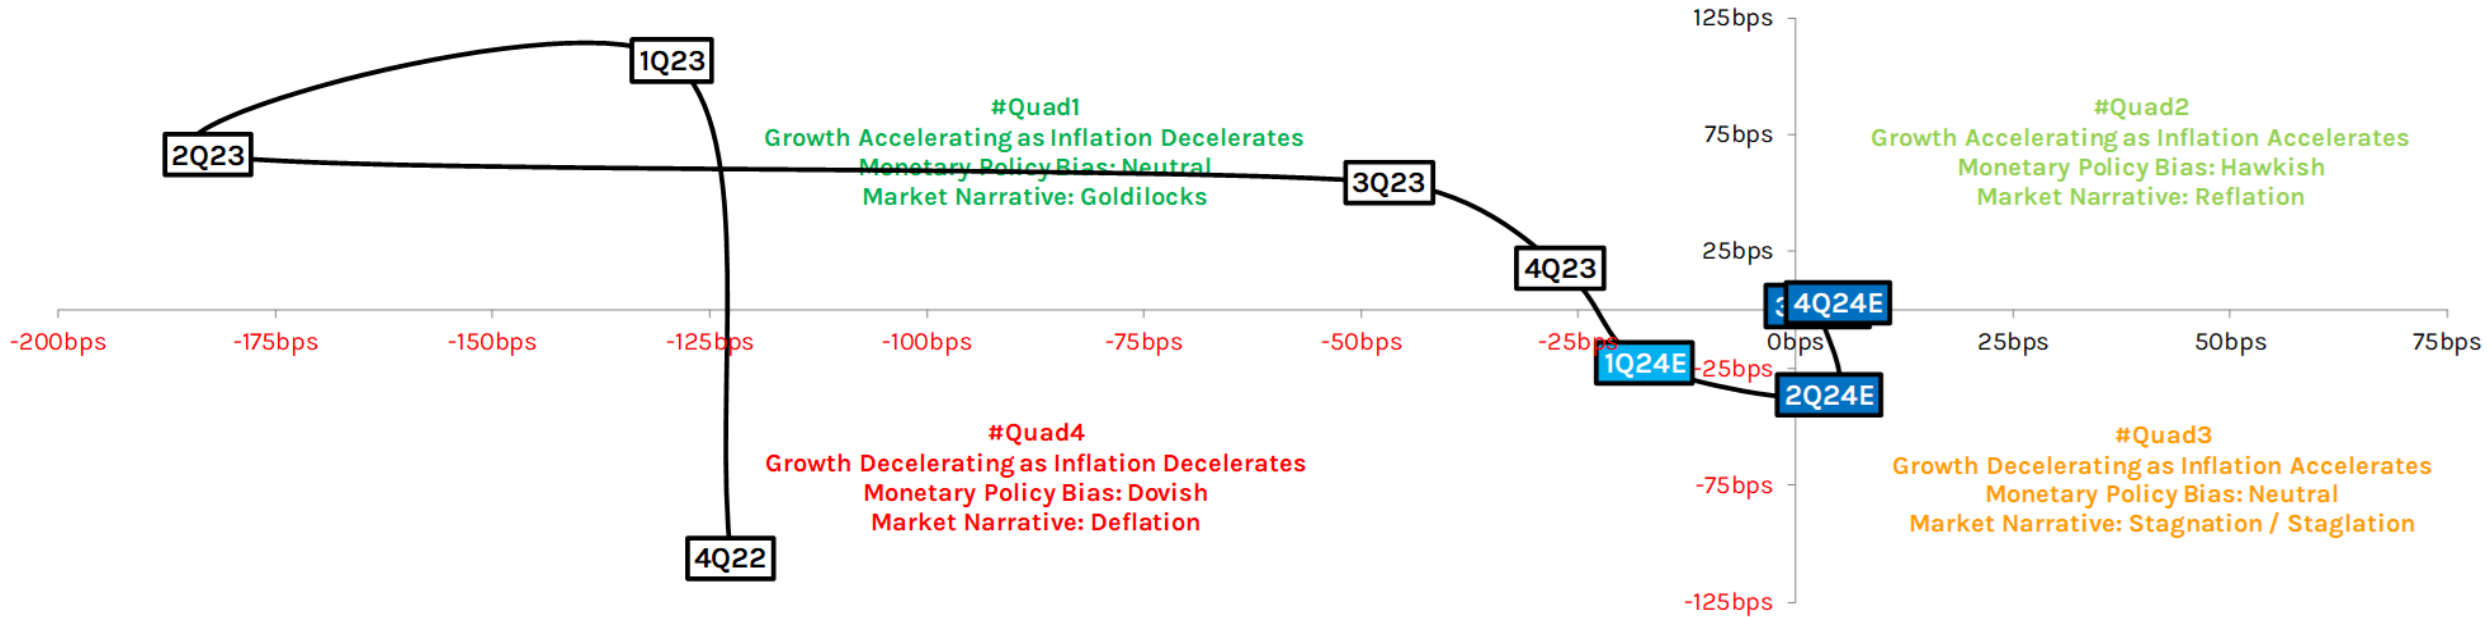 125bps
1Q23
#Quad1
#Quad2
Growth Accelerating as Inflation Decelerates
Growth Accelerating as Inflation Accelerates
75bps
2Q23
Monetary Policy Bias: Neutral
Monetary Policy Bias: Hawkish
3Q23
Market Narrative: Goldilocks
Market Narrative: Reflation
25bps
4Q23
3
4Q24E
-200bps
-175bps
-150bps
-125bps
-100bps
-75bps
-50bps
-25bps
0bps
25bps
50bps
75bps
1Q24E
-25bps
2Q24E
#Quad4
#Quad3
Growth Decelerating as Inflation Decelerates
Growth Decelerating as Inflation Accelerates
-75bps
Monetary Policy Bias: Dovish
Monetary Policy Bias: Neutral
Market Narrative: Deflation
Market Narrative: Stagnation / Staglation
4Q22
-125bps